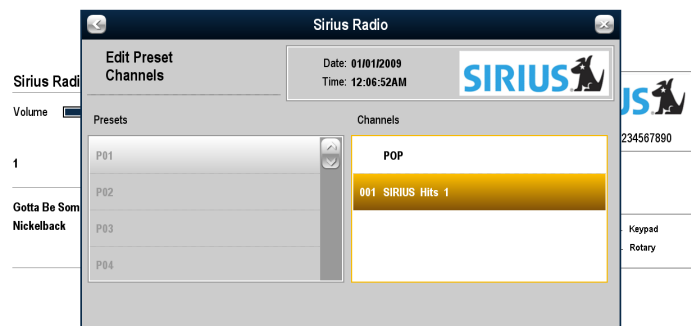 Sirius Radio
Edit Preset
Channels
Date: 01/01/2009
Time: 12:06:52AM
SIRIUS
Presets
Channels
P01
P02
P03
P04
POP
001 SIRIUS Hits 1
Sirius Radi
Volume
1
Gotta Be Som
Nickelback
US
234567890
Keypad
Rotary